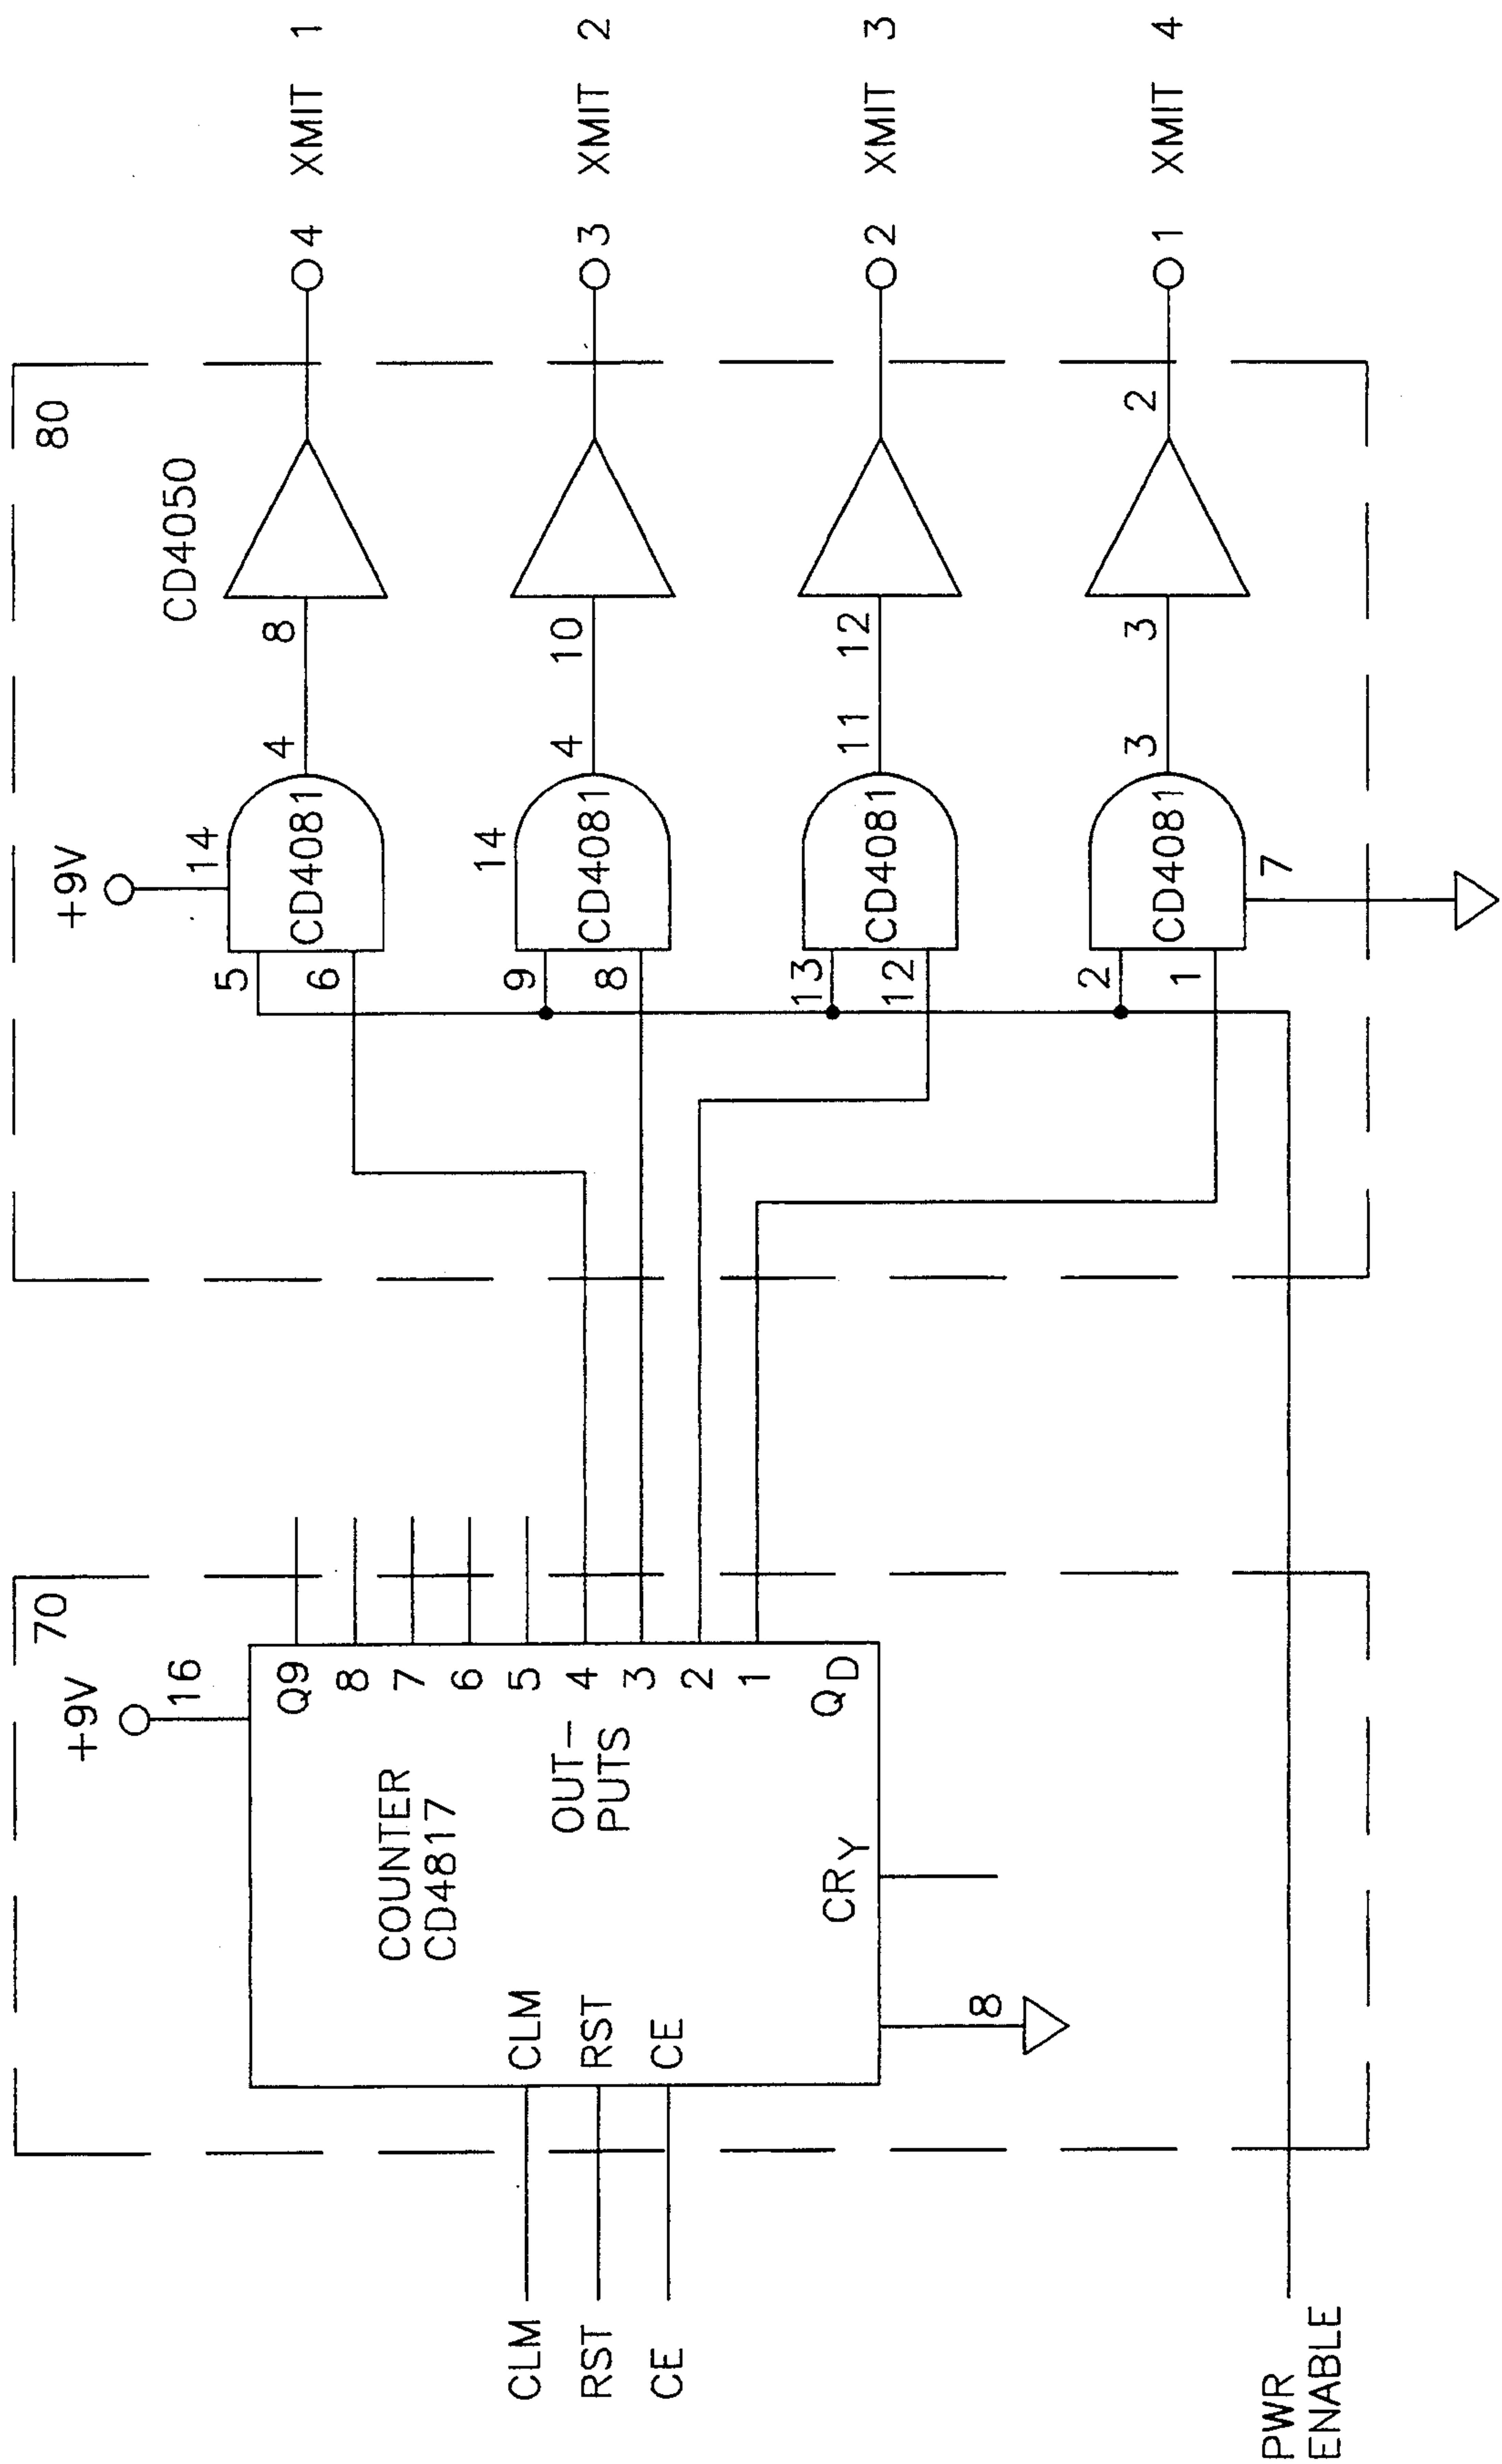 70
80
+9V
16
+9V
14
CD4050
COUNTER
CD4817
OUT-
PUTS
Q9
8
7
6
5
4
3
2
1
QD
CRY
8
CLM
CLM
RST
RST
CE
CE
PWR
ENABLE
5
6
CD4081
4
8
4
XMIT 1
9
8
14
CD4081
4
10
3
XMIT 2
13
12
CD4081
11
12
2
XMIT 3
2
1
CD4081
7
3
3
2
1
XMIT 4